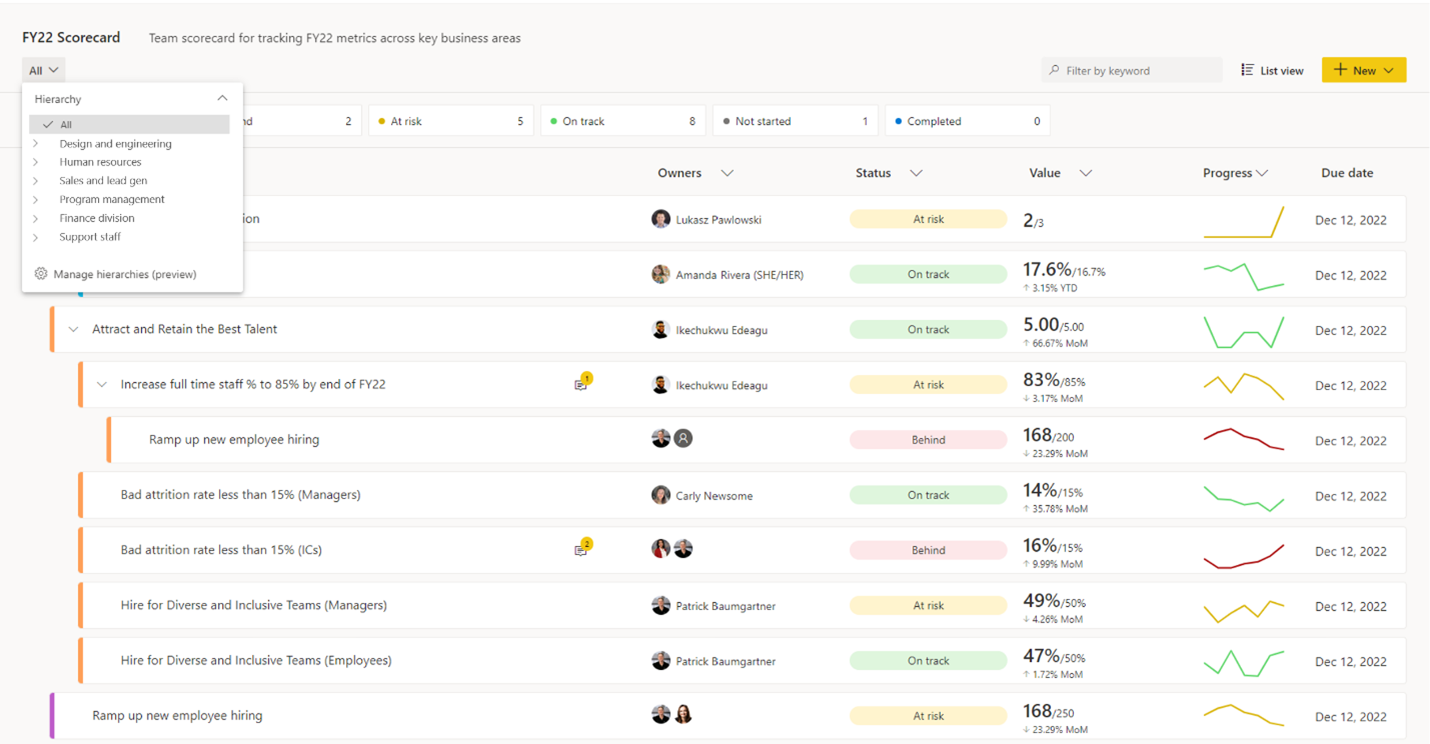 FY22 Scorecard Team scorecard for tracking FY22 metrics across key business areas
All Filter by keyword List view New
Hierarchy
All
Design and engineering
Human resources
Sales and lead gen
Program management
Finance division
Support staff
Manage hierarchies (preview)
2 At risk 5 On track 8 Not started 1 Completed 0
Owners Status Value Progress Due date
Lukasz Pawlowski At risk 2/3 Dec 12, 2022
Amanda Rivera (SHE/HER) On track 17.6%/16.7% Dec 12, 2022
↑ 3.15% YTD
Attract and Retain the Best Talent Ikechukwu Edeagu On track 5.00/5.00 Dec 12, 2022
↑ 66.67% MoM
Increase full time staff % to 85% by end of FY22 1 Ikechukwu Edeagu At risk 83%/85% Dec 12, 2022
↓ 3.17% MoM
Ramp up new employee hiring Behind 168/200 Dec 12, 2022
↓ 23.29% MoM
Bad attrition rate less than 15% (Managers) Carly Newsome On track 14%/15% Dec 12, 2022
↑ 35.78% MoM
Bad attrition rate less than 15% (ICs) 2 Behind 16%/15% Dec 12, 2022
↑ 9.99% MoM
Hire for Diverse and Inclusive Teams (Managers) Patrick Baumgartner At risk 49%/50% Dec 12, 2022
↓ 4.26% MoM
Hire for Diverse and Inclusive Teams (Employees) Patrick Baumgartner On track 47%/50% Dec 12, 2022
↑ 1.72% MoM
Ramp up new employee hiring At risk 168/250 Dec 12, 2022
↓ 23.29% MoM